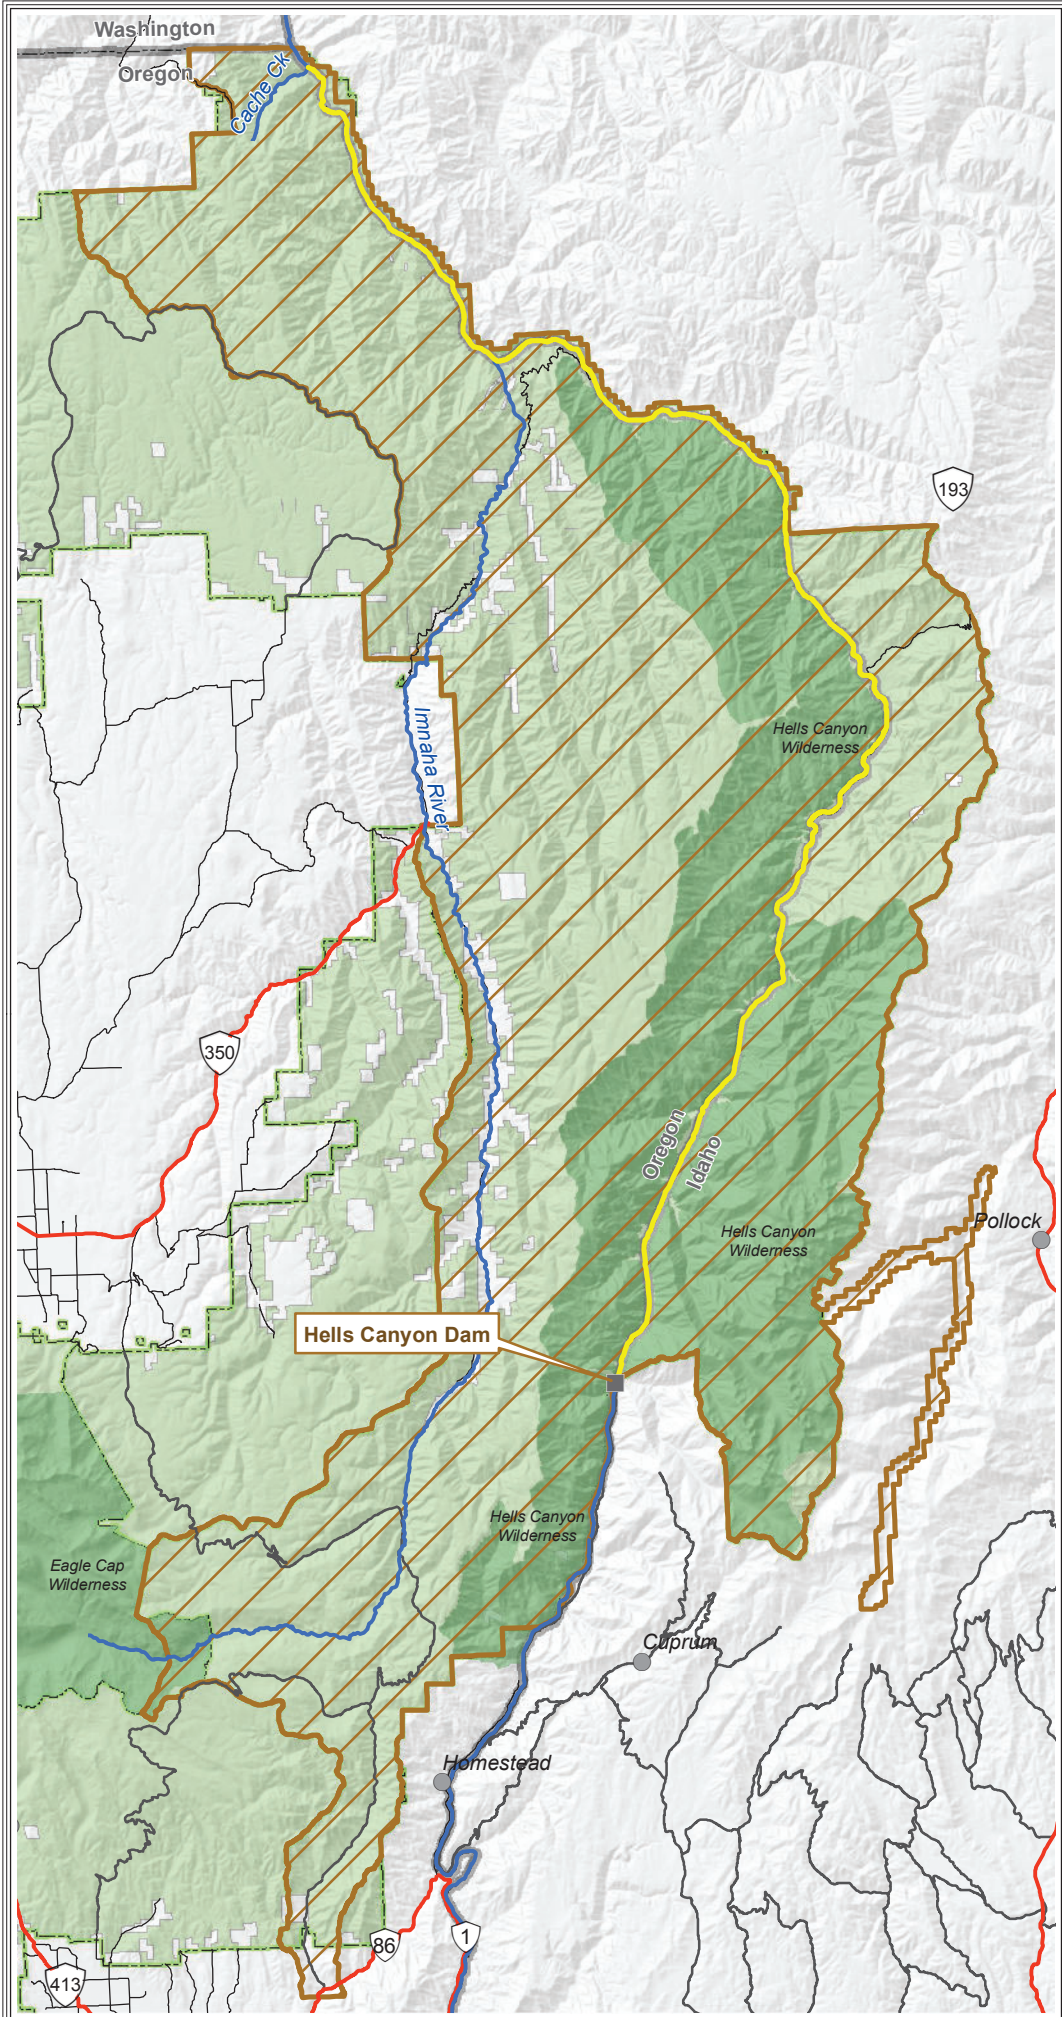 Washington
Oregon
Cache Ck
193
Hells Canyon
Wilderness
Imnaha River
350
Oregon
Idaho
Pollock
Hells Canyon
Wilderness
Hells Canyon Dam
Hells Canyon
Wilderness
Eagle Cap
Wilderness
Cuprum
Homestead
86
1
413